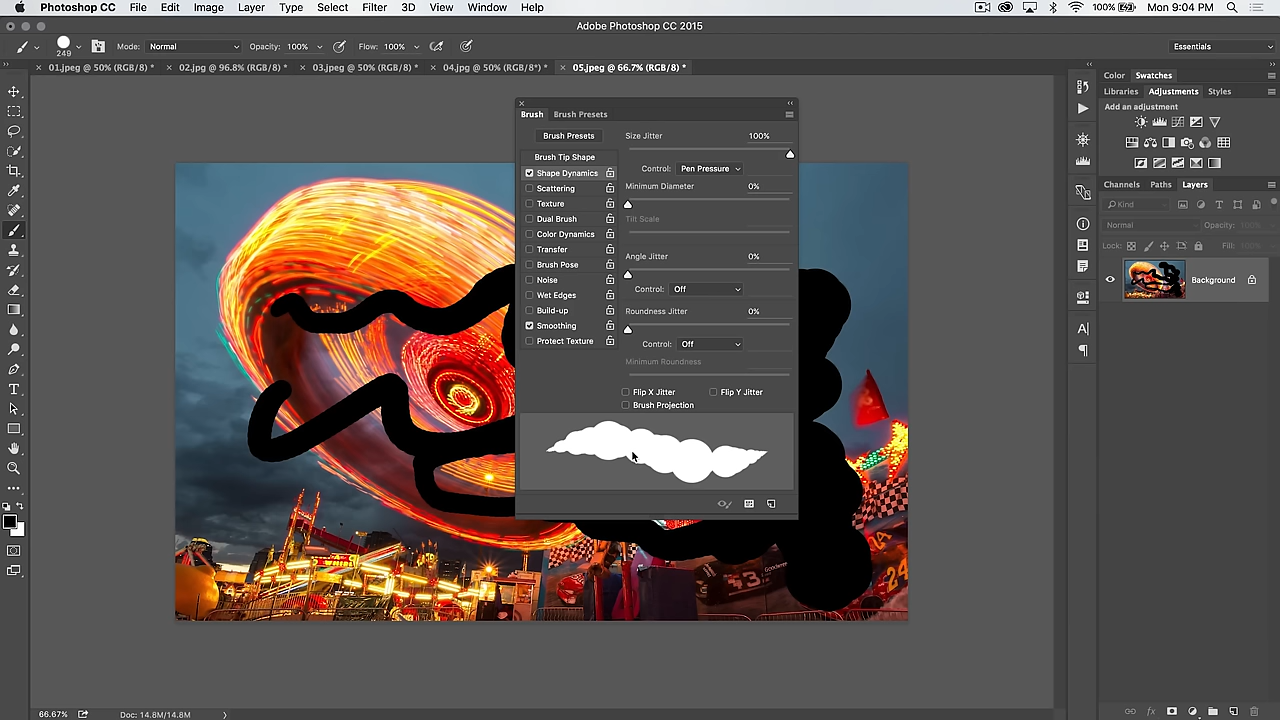 Photoshop CC File Edit Image Layer Type Select Filter 3D View Window Help 100% Mon 9:04 PM
Adobe Photoshop CC 2015
249 Mode: Normal Opacity: 100% Flow: 100% Essentials
01.jpeg @ 50% (RGB/8) * 02.jpg @ 96.8% (RGB/8) * 03.jpeg @ 50% (RGB/8) * 04.jpg @ 50% (RGB/8*) * 05.jpeg @ 66.7% (RGB/8) *
Brush Brush Presets
Brush Presets
Brush Tip Shape
Shape Dynamics
Scattering
Texture
Dual Brush
Color Dynamics
Transfer
Brush Pose
Noise
Wet Edges
Build-up
Smoothing
Protect Texture
Size Jitter 100%
Control: Pen Pressure
Minimum Diameter 0%
Tilt Scale
Angle Jitter 0%
Control: Off
Roundness Jitter 0%
Control: Off
Minimum Roundness
Flip X Jitter Flip Y Jitter
Brush Projection
Color Swatches
Libraries Adjustments Styles
Add an adjustment
Channels Paths Layers
Kind
Normal Opacity: 100%
Lock: Fill: 100%
Background
66.67% Doc: 14.8M/14.8M